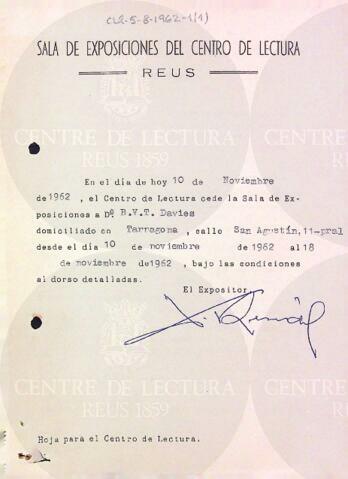 CL2-5-8-1962-1(1)
SALA DE EXPOSICIONES DEL CENTRO DE LECTURA
REUS
CENTRE DE LECTURA
REUS 1859
En el día de hoy 10 de Noviembre
de 1962 , el Centro de Lectura cede la Sala de Ex-
posiciones a Dº B.V.T. Davies
domiciliado en Tarragona, calle San Agustín,11-pral
desde el día 10 de noviembre de 1962 al 18
de noviembre de1962 , bajo las condiciones
al dorso detalladas.
El Expositor,
CENTRE DE LECTURA
REUS 1859
CENTRE
REUS
Hoja para el Centro de Lectura.